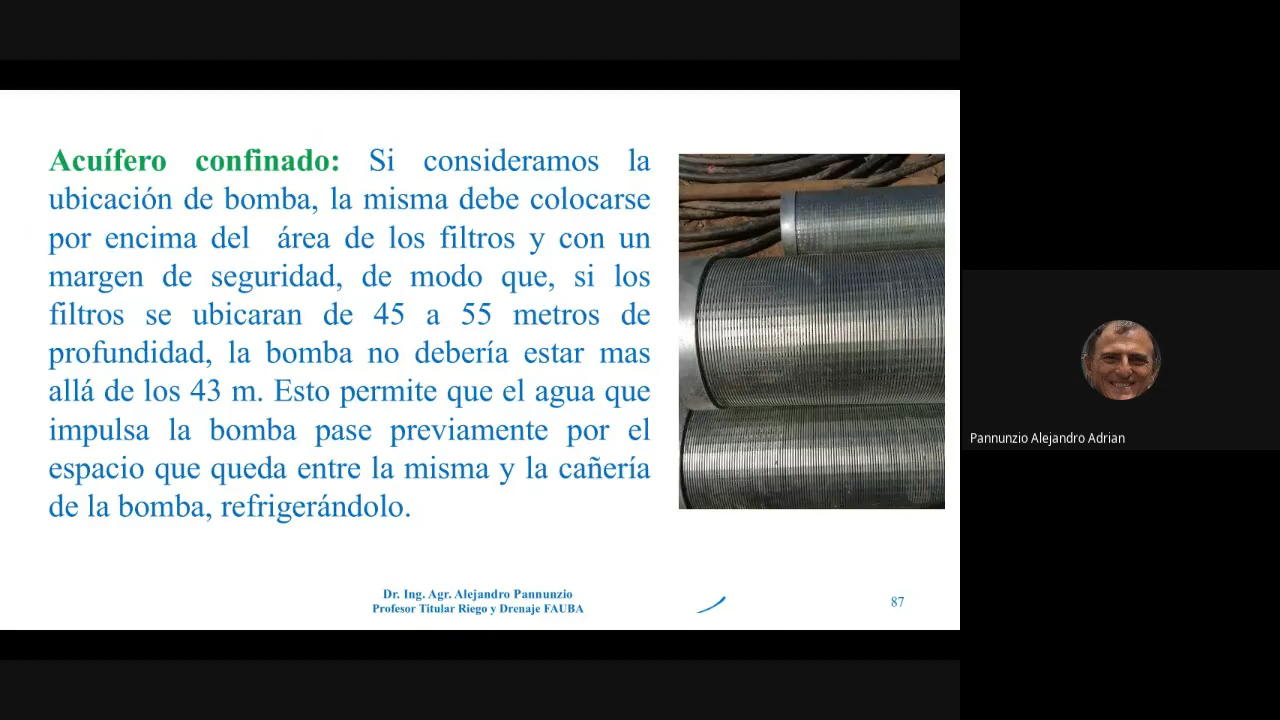 Acuífero confinado: Si consideramos la
ubicación de bomba, la misma debe colocarse
por encima del área de los filtros y con un
margen de seguridad, de modo que, si los
filtros se ubicaran de 45 a 55 metros de
profundidad, la bomba no debería estar mas
allá de los 43 m. Esto permite que el agua que
impulsa la bomba pase previamente por el
espacio que queda entre la misma y la cañería
de la bomba, refrigerándolo.
Dr. Ing. Agr. Alejandro Pannunzio
Profesor Titular Riego y Drenaje FAUBA
87
Pannunzio Alejandro Adrian